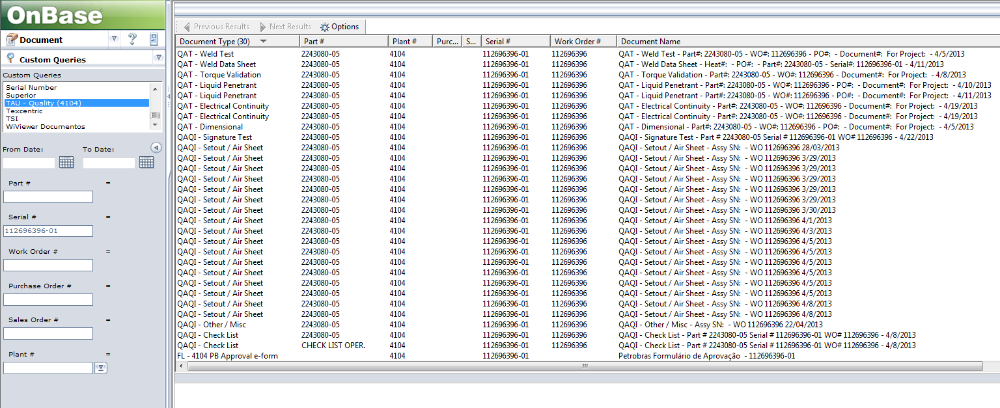 OnBase
Document
Custom Queries
Custom Queries
Serial Number
Superior
TAU - Quality (4104)
Texcentric
TSI
WiViewer Documentos
From Date: To Date:
Part # =
Serial # =
112696396-01
Work Order # =
Purchase Order # =
Sales Order # =
Plant # =
Previous Results Next Results Options
Document Type (30) Part # Plant # Purc... S... Serial # Work Order # Document Name
QAT - Weld Test 2243080-05 4104 112696396-01 112696396 QAT - Weld Test - Part#: 2243080-05 - WO#: 112696396 - PO#: - Document#: For Project: - 4/5/2013
QAT - Weld Data Sheet 2243080-05 4104 112696396-01 112696396 QAT - Weld Data Sheet - Heat#: - PO#: - Part#: 2243080-05 - Serial#: 112696396-01 - 4/11/2013
QAT - Torque Validation 2243080-05 4104 112696396-01 112696396 QAT - Torque Validation - Part#: 2243080-05 - WO#: 112696396 - Document#: For Project: - 4/8/2013
QAT - Liquid Penetrant 2243080-05 4104 112696396-01 112696396 QAT - Liquid Penetrant - Part#: 2243080-05 - WO#: 112696396 - PO#: - Document#: For Project: - 4/10/2013
QAT - Liquid Penetrant 2243080-05 4104 112696396-01 112696396 QAT - Liquid Penetrant - Part#: 2243080-05 - WO#: 112696396 - PO#: - Document#: For Project: - 4/11/2013
QAT - Electrical Continuity 2243080-05 4104 112696396-01 112696396 QAT - Electrical Continuity - Part#: 2243080-05 - WO#: 112696396 - Document#: For Project: - 4/19/2013
QAT - Electrical Continuity 2243080-05 4104 112696396-01 112696396 QAT - Electrical Continuity - Part#: 2243080-05 - WO#: 112696396 - Document#: For Project: - 4/19/2013
QAT - Dimensional 2243080-05 4104 112696396-01 112696396 QAT - Dimensional - Part#: 2243080-05 - WO#: 112696396 - PO#: - Document#: For Project: - 4/5/2013
QAQI - Signature Test 2243080-05 4104 112696396-01 112696396 QAQI - Signature Test - Part # 2243080-05 Serial # 112696396-01 WO# 112696396 - 4/22/2013
QAQI - Setout / Air Sheet 2243080-05 4104 112696396-01 112696396 QAQI - Setout / Air Sheet - Assy SN: - WO 112696396 28/03/2013
QAQI - Setout / Air Sheet 2243080-05 4104 112696396-01 112696396 QAQI - Setout / Air Sheet - Assy SN: - WO 112696396 3/29/2013
QAQI - Setout / Air Sheet 2243080-05 4104 112696396-01 112696396 QAQI - Setout / Air Sheet - Assy SN: - WO 112696396 3/29/2013
QAQI - Setout / Air Sheet 2243080-05 4104 112696396-01 112696396 QAQI - Setout / Air Sheet - Assy SN: - WO 112696396 3/29/2013
QAQI - Setout / Air Sheet 2243080-05 4104 112696396-01 112696396 QAQI - Setout / Air Sheet - Assy SN: - WO 112696396 3/29/2013
QAQI - Setout / Air Sheet 2243080-05 4104 112696396-01 112696396 QAQI - Setout / Air Sheet - Assy SN: - WO 112696396 3/29/2013
QAQI - Setout / Air Sheet 2243080-05 4104 112696396-01 112696396 QAQI - Setout / Air Sheet - Assy SN: - WO 112696396 3/30/2013
QAQI - Setout / Air Sheet 2243080-05 4104 112696396-01 112696396 QAQI - Setout / Air Sheet - Assy SN: - WO 112696396 4/1/2013
QAQI - Setout / Air Sheet 2243080-05 4104 112696396-01 112696396 QAQI - Setout / Air Sheet - Assy SN: - WO 112696396 4/3/2013
QAQI - Setout / Air Sheet 2243080-05 4104 112696396-01 112696396 QAQI - Setout / Air Sheet - Assy SN: - WO 112696396 4/5/2013
QAQI - Setout / Air Sheet 2243080-05 4104 112696396-01 112696396 QAQI - Setout / Air Sheet - Assy SN: - WO 112696396 4/5/2013
QAQI - Setout / Air Sheet 2243080-05 4104 112696396-01 112696396 QAQI - Setout / Air Sheet - Assy SN: - WO 112696396 4/5/2013
QAQI - Setout / Air Sheet 2243080-05 4104 112696396-01 112696396 QAQI - Setout / Air Sheet - Assy SN: - WO 112696396 4/5/2013
QAQI - Setout / Air Sheet 2243080-05 4104 112696396-01 112696396 QAQI - Setout / Air Sheet - Assy SN: - WO 112696396 4/5/2013
QAQI - Setout / Air Sheet 2243080-05 4104 112696396-01 112696396 QAQI - Setout / Air Sheet - Assy SN: - WO 112696396 4/5/2013
QAQI - Setout / Air Sheet 2243080-05 4104 112696396-01 112696396 QAQI - Setout / Air Sheet - Assy SN: - WO 112696396 4/8/2013
QAQI - Setout / Air Sheet 2243080-05 4104 112696396-01 112696396 QAQI - Setout / Air Sheet - Assy SN: - WO 112696396 4/8/2013
QAQI - Other / Misc 2243080-05 4104 112696396-01 112696396 QAQI - Other / Misc - Assy SN: - WO 112696396 22/04/2013
QAQI - Check List 2243080-05 4104 112696396-01 112696396 QAQI - Check List - Part # 2243080-05 Serial # 112696396-01 WO# 112696396 - 4/8/2013
QAQI - Check List CHECK LIST OPER. 4104 112696396-01 112696396 QAQI - Check List - Part # 2243080-05 Serial # 112696396-01 WO# 112696396 - 4/8/2013
FL - 4104 PB Approval e-form 4104 112696396-01 Petrobras Formulário de Aprovação - 112696396-01